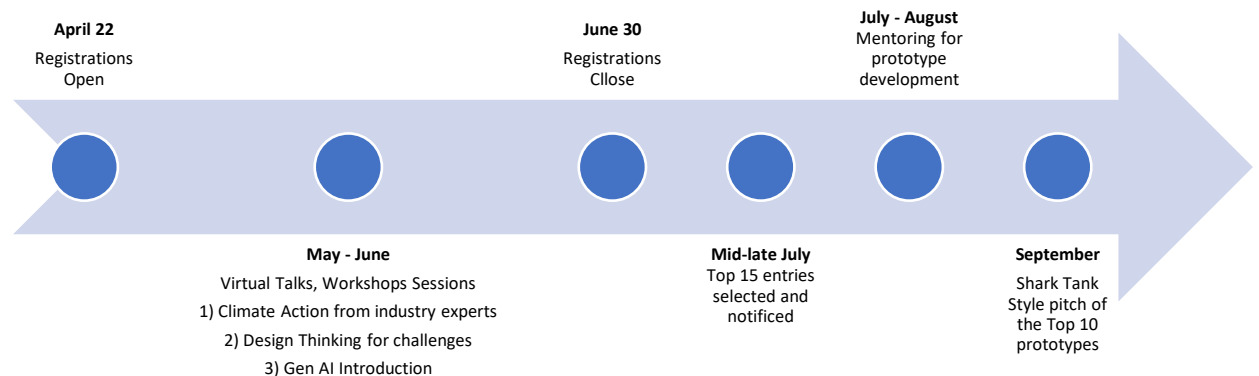 April 22
Registrations
Open
May - June
Virtual Talks, Workshops Sessions
1) Climate Action from industry experts
2) Design Thinking for challenges
3) Gen AI Introduction
June 30
Registrations
Cllose
Mid-late July
Top 15 entries
selected and
notificed
July - August
Mentoring for
prototype
development
September
Shark Tank
Style pitch of
the Top 10
prototypes